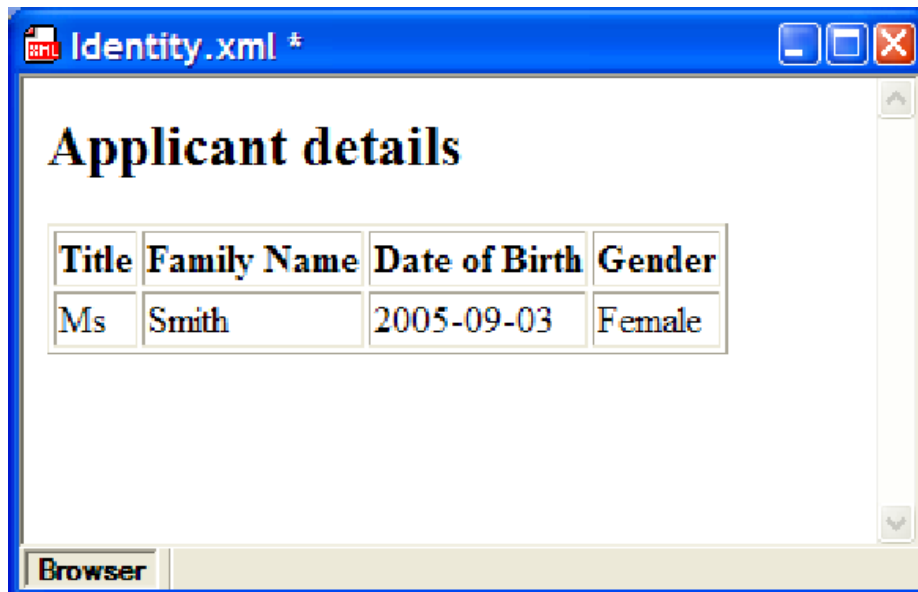 Identity.xml *
Applicant details
Title Family Name Date of Birth Gender
Ms Smith 2005-09-03 Female
Browser